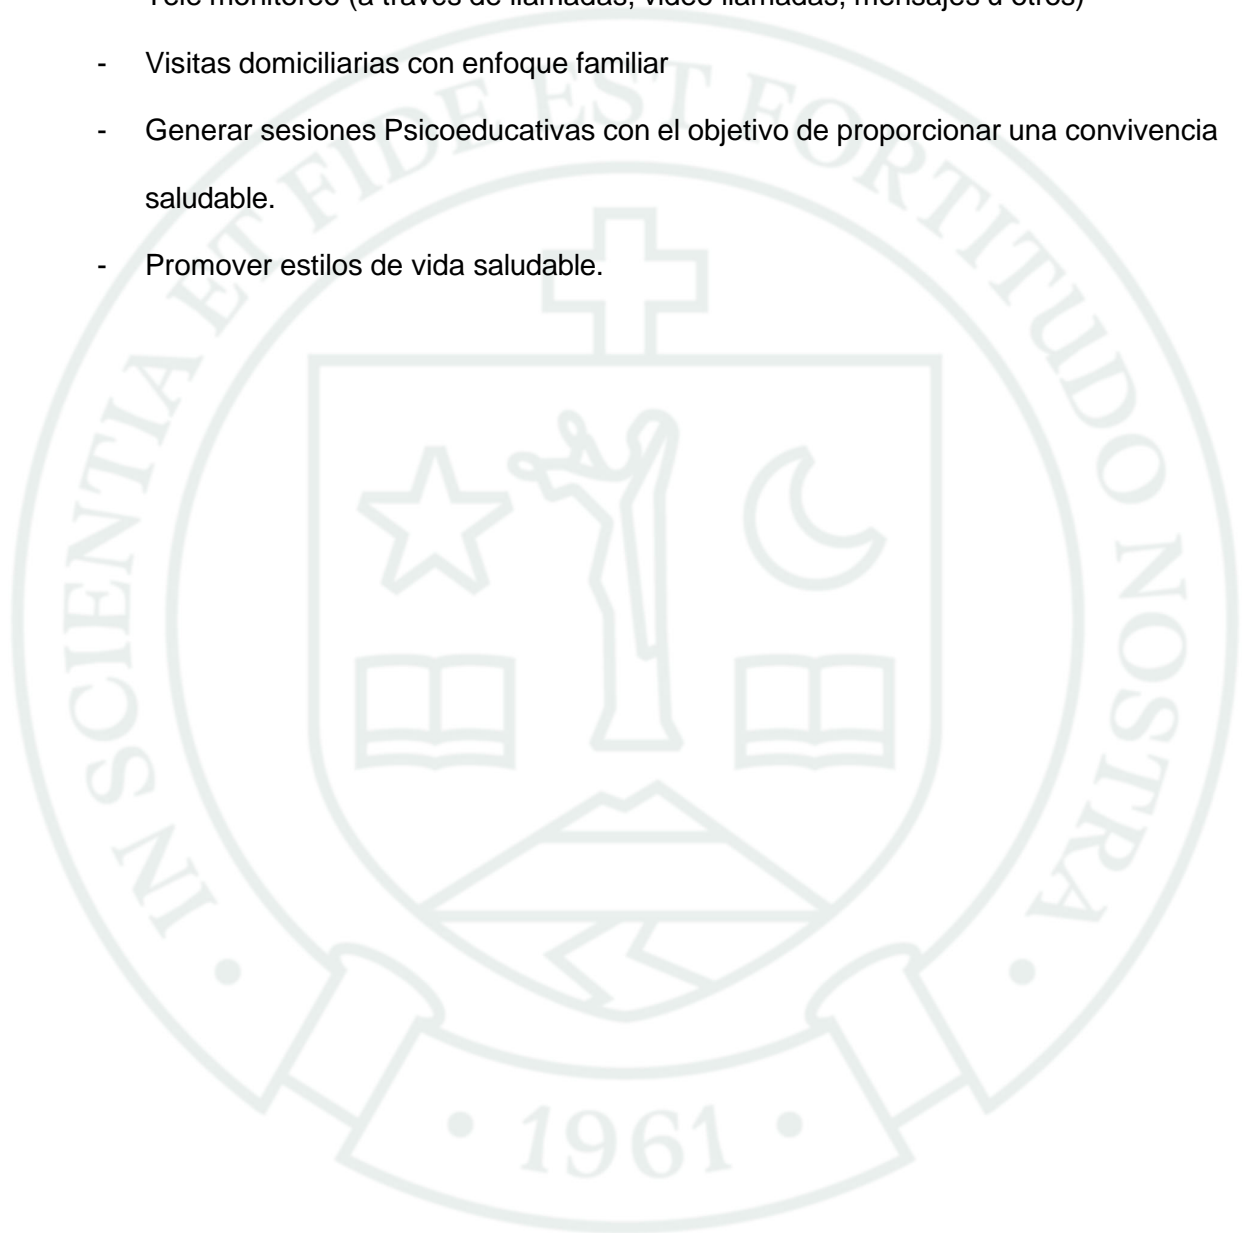 Tele monitoreo (a través de llamadas, video llamadas, mensajes u otros)
- Visitas domiciliarias con enfoque familiar
- Generar sesiones Psicoeducativas con el objetivo de proporcionar una convivencia
saludable.
- Promover estilos de vida saludable.
IN SCIENTIA ET FIDE EST FORTITUDO NOSTRA
• 1961 •